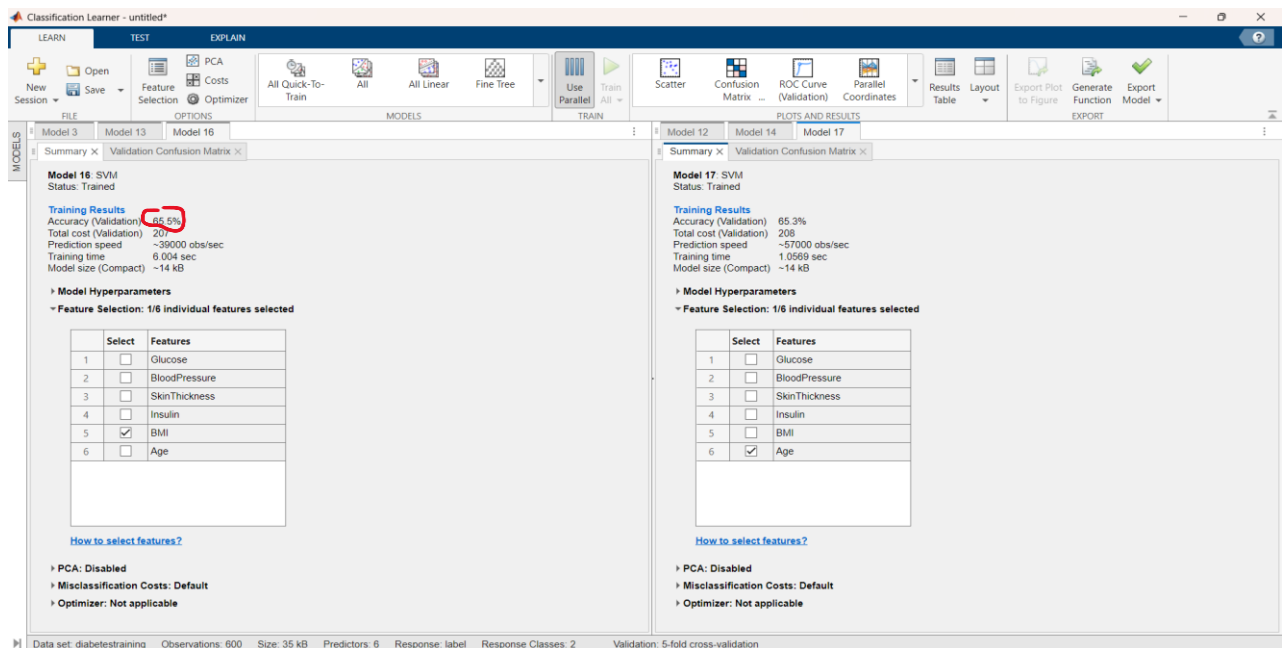 Classification Learner - untitled*
LEARN TEST EXPLAIN
New Session
Open
Save
Feature Selection
PCA
Costs
Optimizer
All Quick-To-Train
All
All Linear
Fine Tree
Use Parallel
Train All
Scatter
Confusion Matrix ...
ROC Curve (Validation)
Parallel Coordinates
Results Table
Layout
Export Plot to Figure
Generate Function
Export Model
FILE OPTIONS MODELS TRAIN PLOTS AND RESULTS EXPORT
MODELS
Model 3 Model 13 Model 16
Summary Validation Confusion Matrix
Model 16: SVM
Status: Trained
Training Results
Accuracy (Validation) 65.5%
Total cost (Validation) 207
Prediction speed ~39000 obs/sec
Training time 6.004 sec
Model size (Compact) ~14 kB
Model Hyperparameters
Feature Selection: 1/6 individual features selected
Select Features
1 Glucose
2 BloodPressure
3 SkinThickness
4 Insulin
5 BMI
6 Age
How to select features?
PCA: Disabled
Misclassification Costs: Default
Optimizer: Not applicable
Model 12 Model 14 Model 17
Summary Validation Confusion Matrix
Model 17: SVM
Status: Trained
Training Results
Accuracy (Validation) 65.3%
Total cost (Validation) 208
Prediction speed ~57000 obs/sec
Training time 1.0569 sec
Model size (Compact) ~14 kB
Model Hyperparameters
Feature Selection: 1/6 individual features selected
Select Features
1 Glucose
2 BloodPressure
3 SkinThickness
4 Insulin
5 BMI
6 Age
How to select features?
PCA: Disabled
Misclassification Costs: Default
Optimizer: Not applicable
Data set: diabetestraining Observations: 600 Size: 35 kB Predictors: 6 Response: label Response Classes: 2 Validation: 5-fold cross-validation